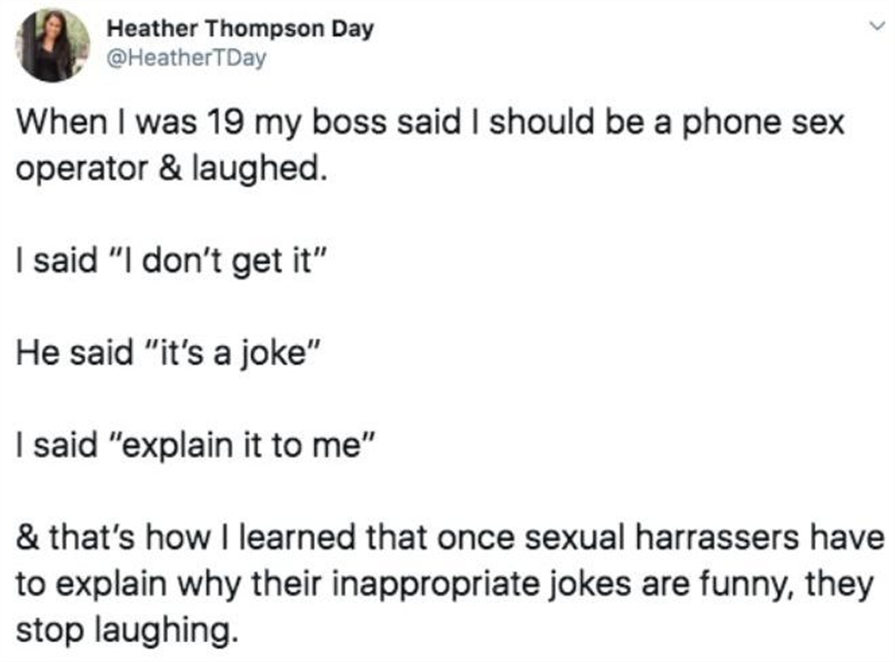 Heather Thompson Day
@HeatherTDay
When I was 19 my boss said I should be a phone sex
operator & laughed.
I said "I don't get it"
He said "it's a joke"
I said "explain it to me"
& that's how I learned that once sexual harrassers have
to explain why their inappropriate jokes are funny, they
stop laughing.